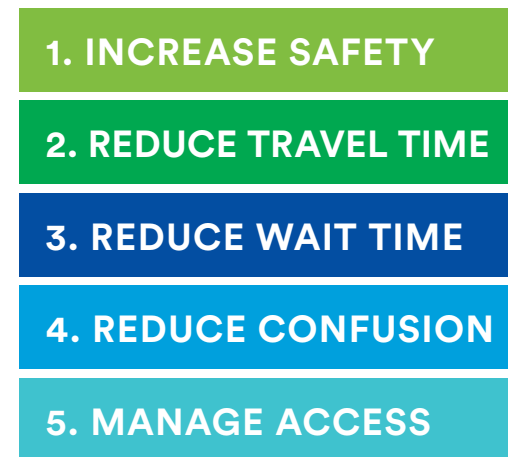 1. INCREASE SAFETY
2. REDUCE TRAVEL TIME
3. REDUCE WAIT TIME
4. REDUCE CONFUSION
5. MANAGE ACCESS